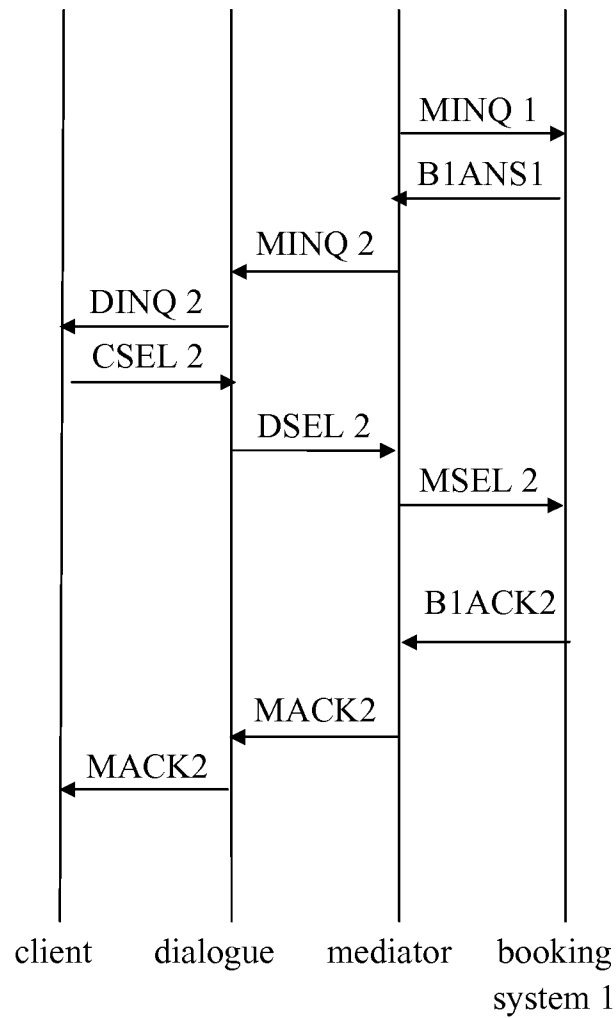 MINQ 1
B1ANS1
MINQ 2
DINQ 2
CSEL 2
DSEL 2
MSEL 2
B1ACK2
MACK2
MACK2
client dialogue mediator booking
system 1